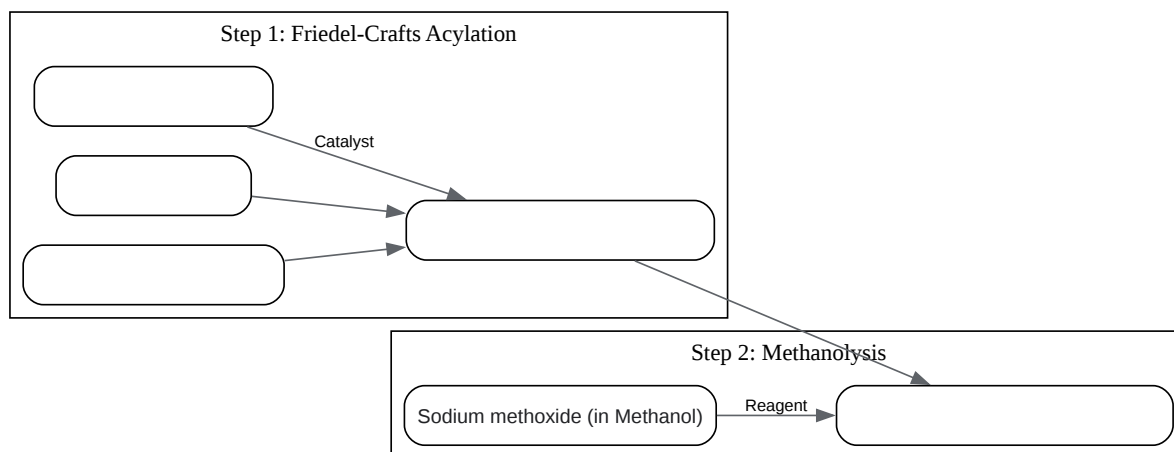 Step 1: Friedel-Crafts Acylation
Catalyst
Step 2: Methanolysis
Sodium methoxide (in Methanol)
Reagent